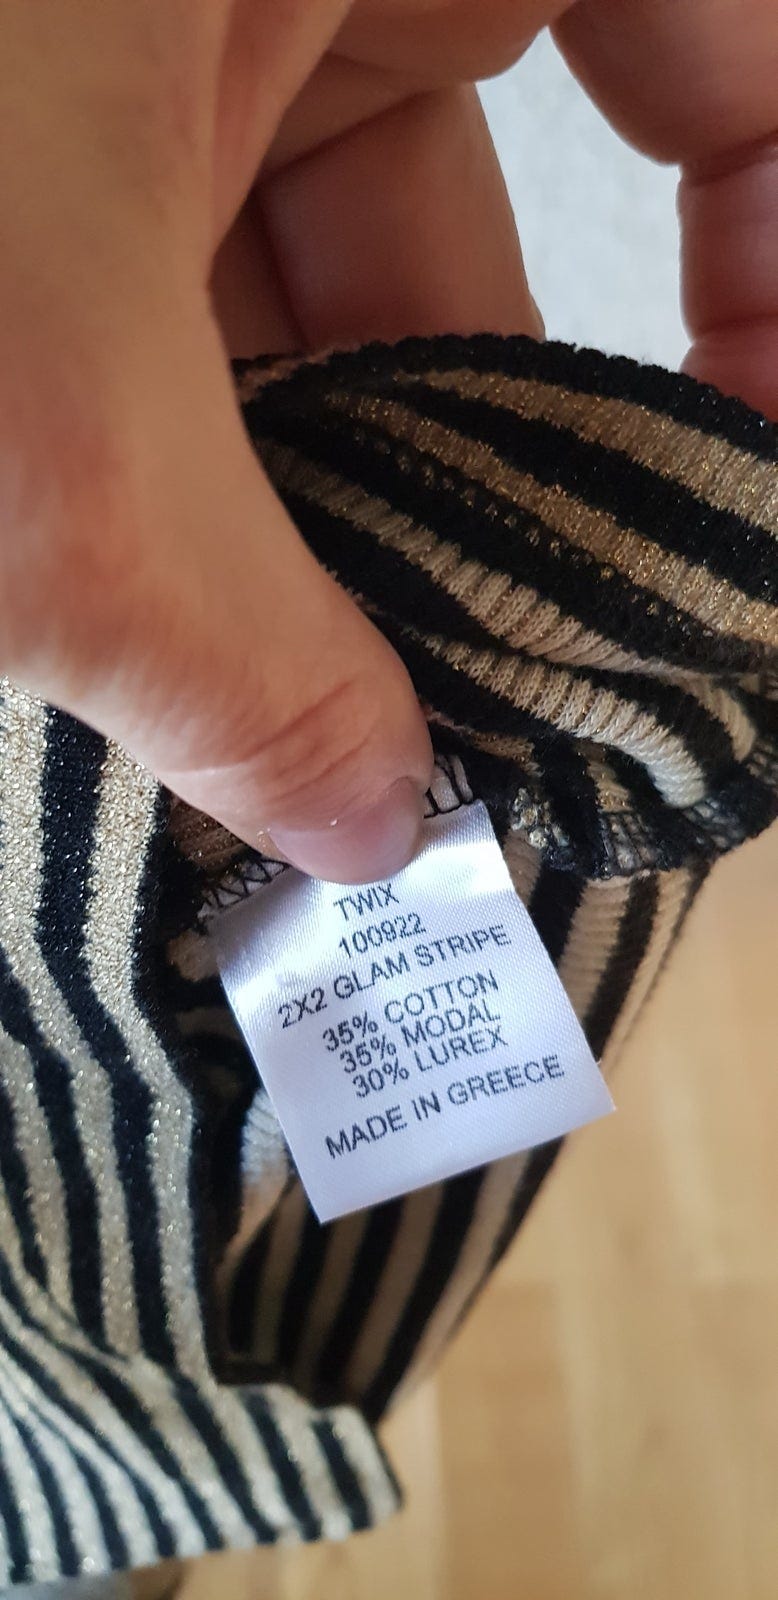 TWIX
100922
2X2 GLAM STRIPE
35% COTTON
35% MODAL
30% LUREX
MADE IN GREECE